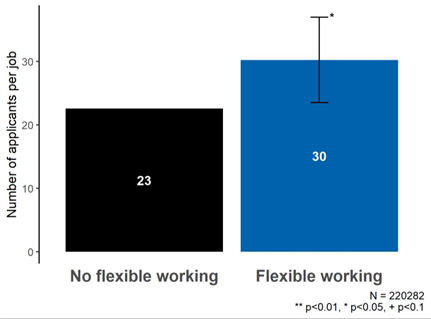 Number of applicants per job
30
20
10
0
*
23
30
No flexible working
Flexible working
N = 220282
** p<0.01, * p<0.05, + p<0.1